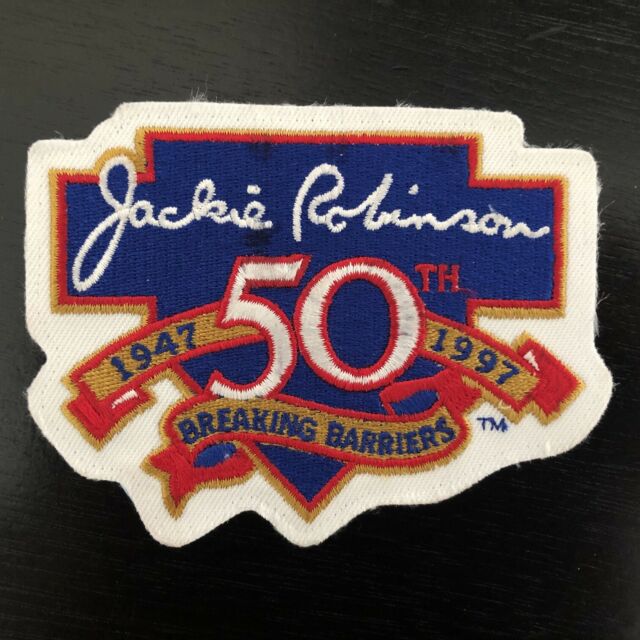 Jackie Robinson
50TH
1947 1997
BREAKING BARRIERS TM